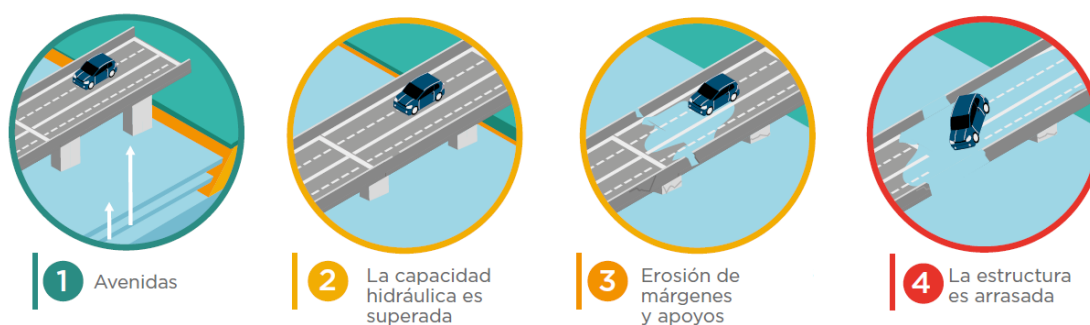 1 Avenidas
2 La capacidad
hidráulica es
superada
3 Erosión de
márgenes
y apoyos
4 La estructura
es arrasada